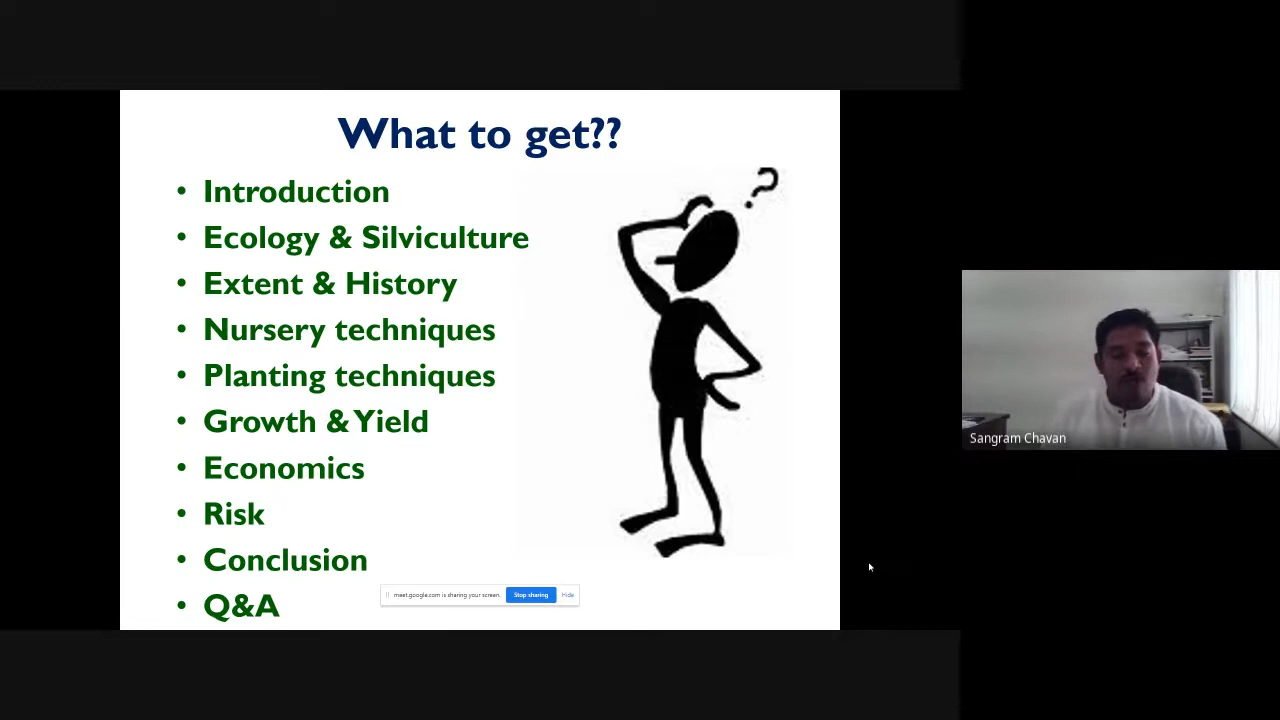 What to get??
• Introduction
• Ecology & Silviculture
• Extent & History
• Nursery techniques
• Planting techniques
• Growth & Yield
• Economics
• Risk
• Conclusion
• Q&A
meet.google.com is sharing your screen. Stop sharing Hide
?
Sangram Chavan